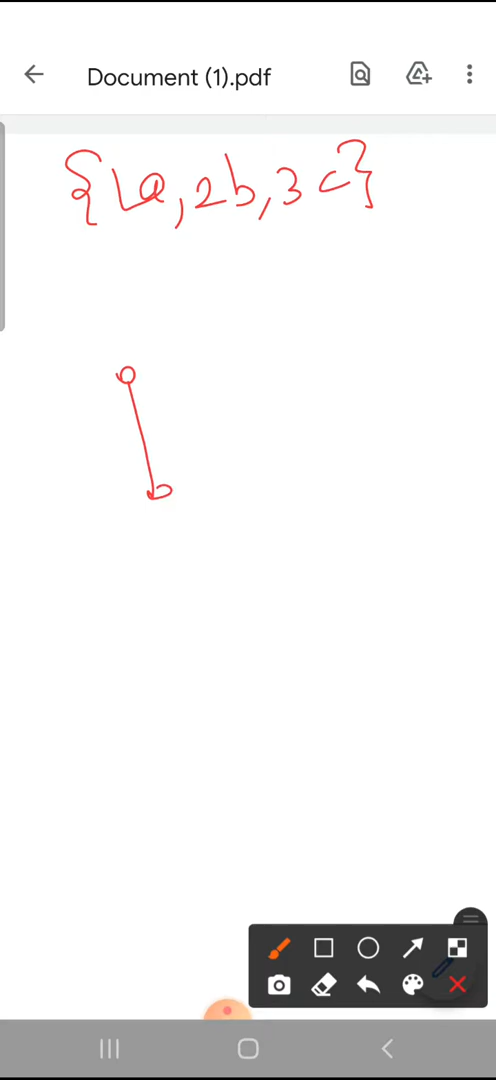 Document (1).pdf
{1a, 2b, 3c}